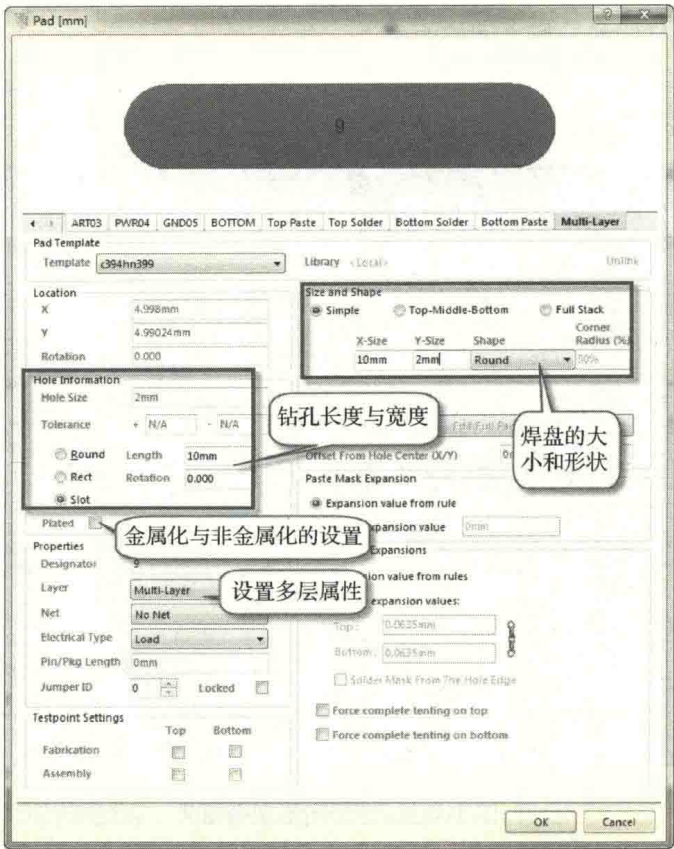 Pad [mm]
9
ART03 PWR04 GND05 BOTTOM Top Paste Top Solder Bottom Solder Bottom Paste Multi-Layer
Pad Template
Template c394hn399 Library <Local> Unlink
Location
X 4.998mm
Y 4.99024mm
Rotation 0.000
Size and Shape
Simple Top-Middle-Bottom Full Stack
X-Size Y-Size Shape Corner Radius (%)
10mm 2mm Round 50%
Hole Information
Hole Size 2mm
Tolerance + N/A - N/A
Round Length 10mm
Rect Rotation 0.000
Slot
钻孔长度与宽度
焊盘的大
小和形状
Edit Full Pad
Offset From Hole Center (X/Y)
Paste Mask Expansion
Expansion value from rule
expansion value 0mm
Plated
金属化与非金属化的设置
Properties
Designator 9
Layer Multi-Layer
设置多层属性
Net No Net
Electrical Type Load
Pin/Pkg Length 0mm
Jumper ID 0 Locked
Expansions
ion value from rules
expansion values:
Top: 0.0635mm
Bottom: 0.0635mm
Solder Mask From The Hole Edge
Force complete tenting on top
Force complete tenting on bottom
Testpoint Settings
Top Bottom
Fabrication
Assembly
OK Cancel